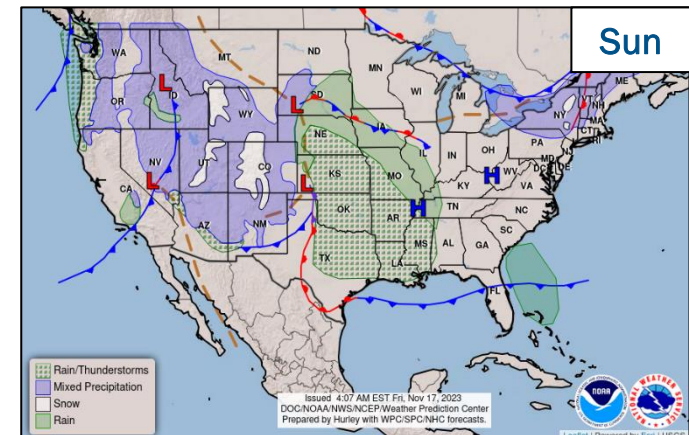 Sun
WA
MT
ND
MN
ME
OR
ID
L
WY
SD
L
WI
MI
NY
VT
NH
MA
CT
RI
IA
NE
NV
UT
CO
IL
IN
OH
PA
NJ
MD
DE
DC
WV
VA
H
KY
CA
L
L
KS
MO
H
TN
NC
AZ
NM
OK
AR
SC
MS
AL
GA
TX
LA
FL
Rain/Thunderstorms
Mixed Precipitation
Snow
Rain
Issued 4:07 AM EST Fri, Nov 17, 2023
DOC/NOAA/NWS/NCEP/Weather Prediction Center
Prepared by Hurley with WPC/SPC/NHC forecasts.
NOAA
NATIONAL WEATHER SERVICE